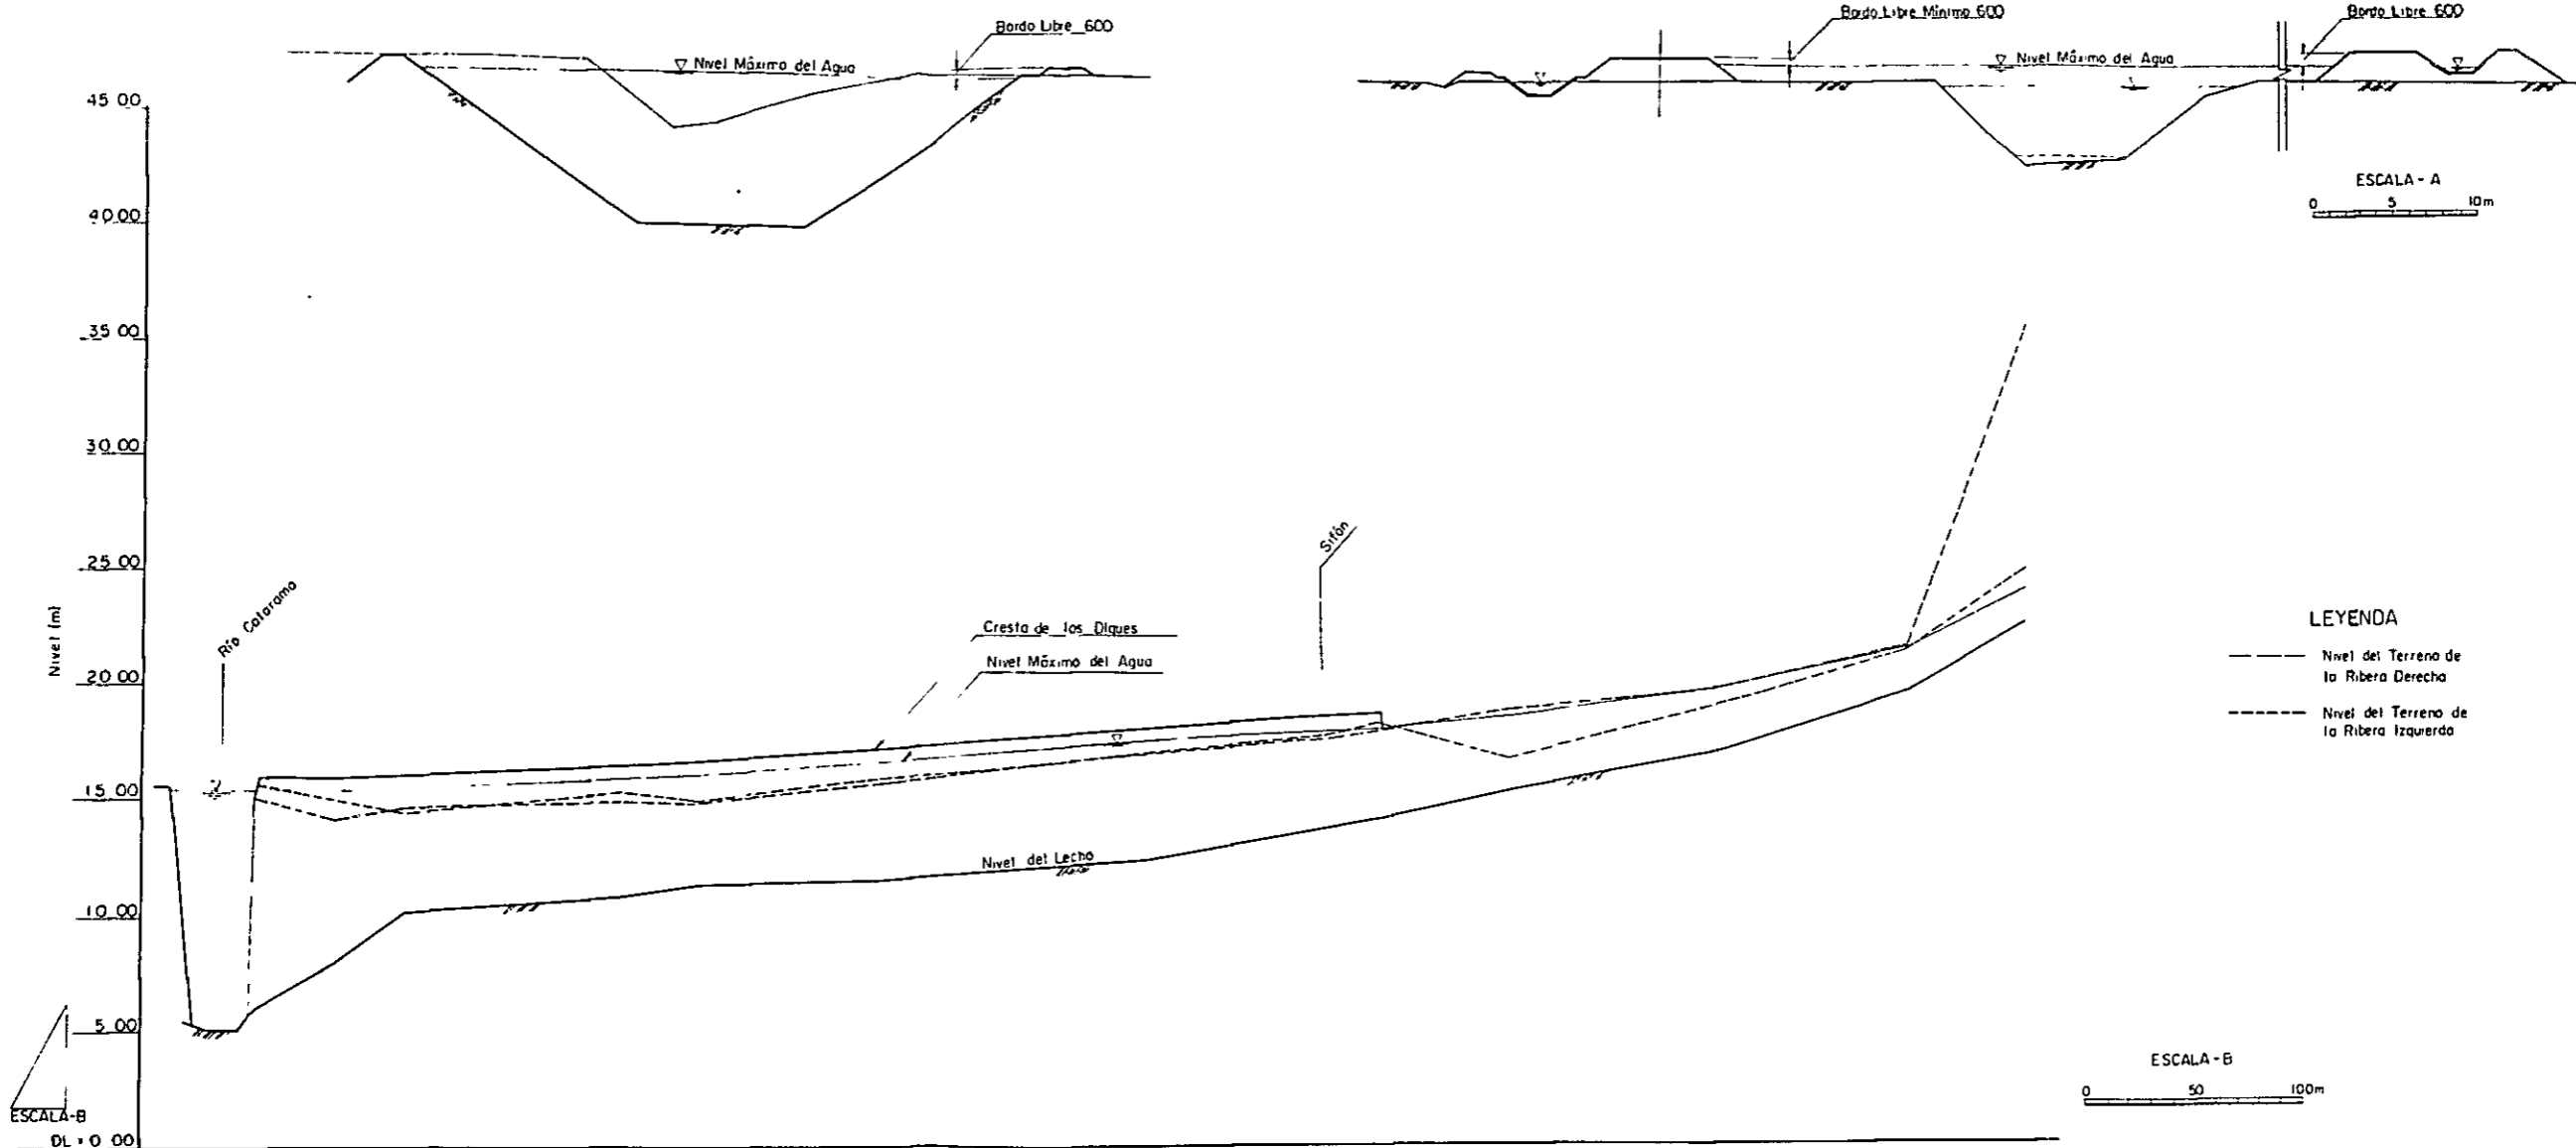 Bordo Libre 600
Nivel Máximo del Agua
Bordo Libre Mínimo 600
Nivel Máximo del Agua
Bordo Libre 600
ESCALA - A
0 5 10m
45 00
40 00
35 00
30 00
25 00
20 00
15 00
10 00
5 00
DL = 0 00
Nivel (m)
Río Catarama
Cresta de los Diques
Nivel Máximo del Agua
Sifón
Nivel del Lecho
LEYENDA
Nivel del Terreno de
la Ribera Derecha
Nivel del Terreno de
la Ribera Izquierda
ESCALA - B
0 50 100m
ESCALA-B